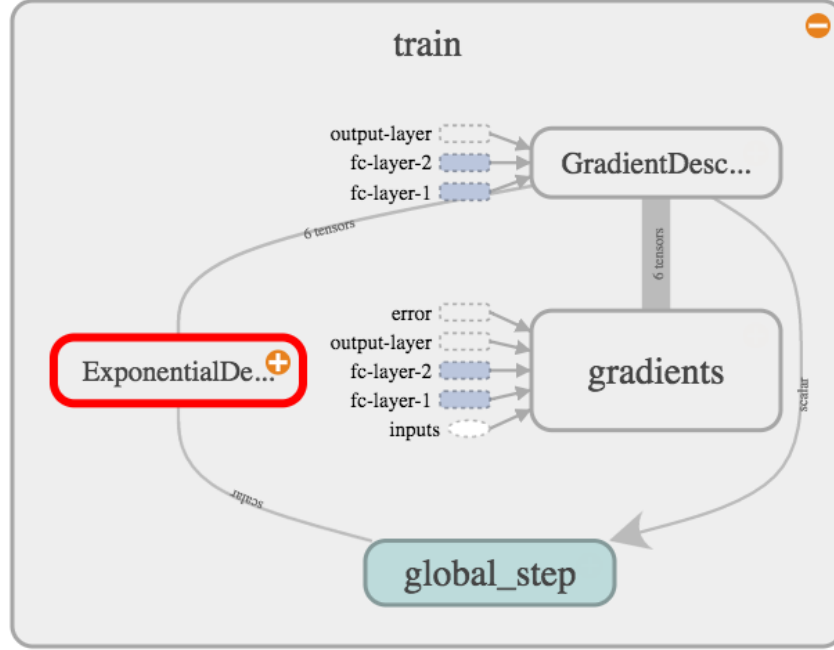 train
output-layer
fc-layer-2
fc-layer-1
GradientDesc...
6 tensors
6 tensors
error
output-layer
fc-layer-2
fc-layer-1
inputs
gradients
ExponentialDe...
scalar
scalar
global_step